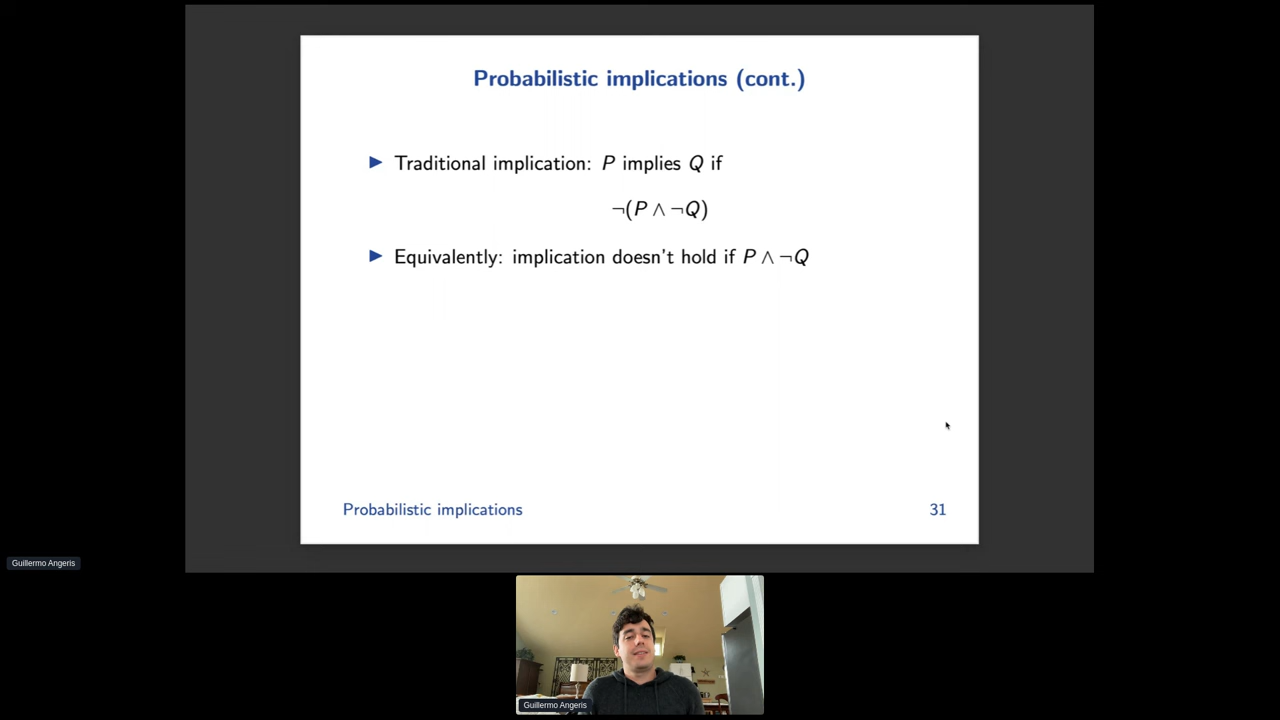 Probabilistic implications (cont.)
▶ Traditional implication: P implies Q if
¬(P ∧ ¬Q)
▶ Equivalently: implication doesn't hold if P ∧ ¬Q
Probabilistic implications 31
Guillermo Angeris
Guillermo Angeris